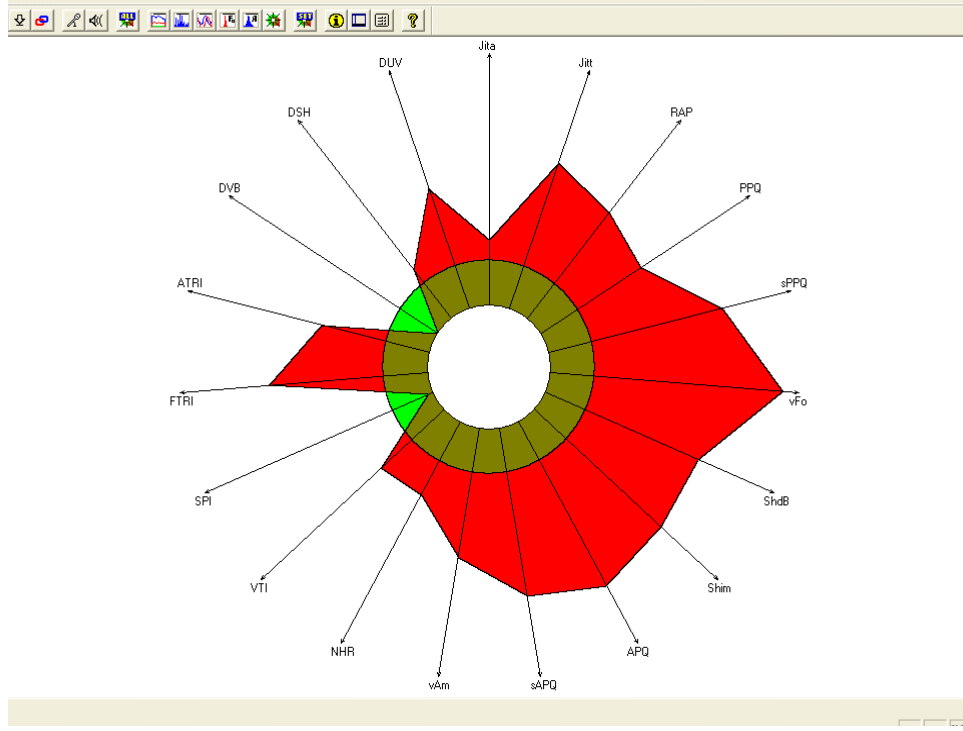 Jita
DUV
Jitt
DSH
RAP
DVB
PPQ
ATRI
sPPQ
FTRI
vFo
SPI
ShdB
VTI
Shim
NHR
APQ
vAm
sAPQ